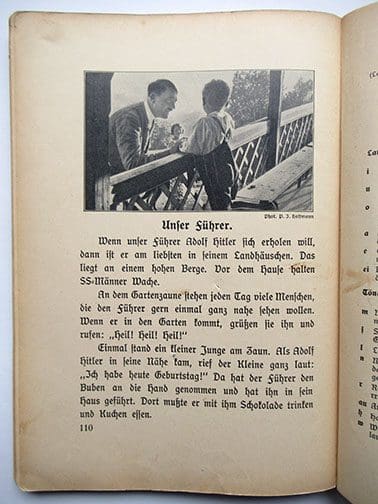 Phot. P. J. Hoffmann
Unser Führer.
Wenn unser Führer Adolf Hitler sich erholen will,
dann ist er am liebsten in seinem Landhäuschen. Das
liegt an einem hohen Berge. Vor dem Hause halten
SS-Männer Wache.
An dem Gartenzaune stehen jeden Tag viele Menschen,
die den Führer gern einmal ganz nahe sehen wollen.
Wenn er in den Garten kommt, grüßen sie ihn und
rufen: „Heil! Heil! Heil!"
Einmal stand ein kleiner Junge am Zaun. Als Adolf
Hitler in seine Nähe kam, rief der Kleine ganz laut:
„Ich habe heute Geburtstag!" Da hat der Führer den
Buben an die Hand genommen und hat ihn in sein
Haus geführt. Dort mußte er mit ihm Schokolade trinken
und Kuchen essen.
110